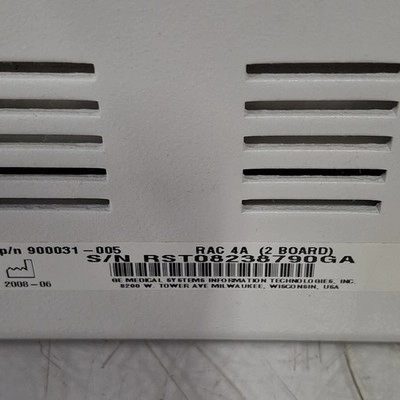 p/n 900031-005 RAC 4A (2 BOARD)
S/N RST08238790GA
GE MEDICAL SYSTEMS INFORMATION TECHNOLOGIES, INC.
2008-06 8200 W. TOWER AVE MILWAUKEE, WISCONSIN, USA